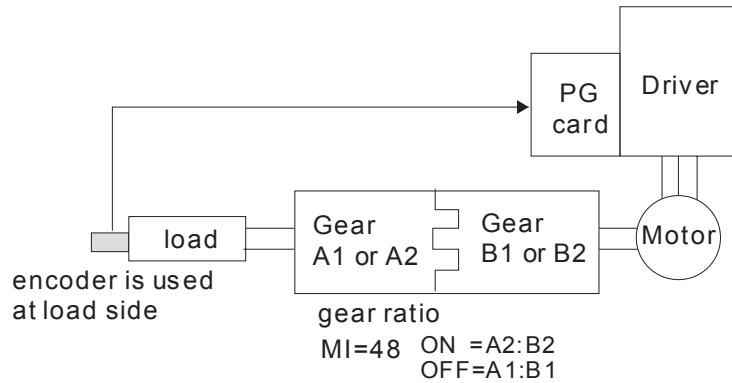 Driver
PG
card
Gear
A1 or A2
Gear
B1 or B2
load
Motor
encoder is used
at load side
gear ratio
MI=48 ON =A2:B2
OFF=A1:B1